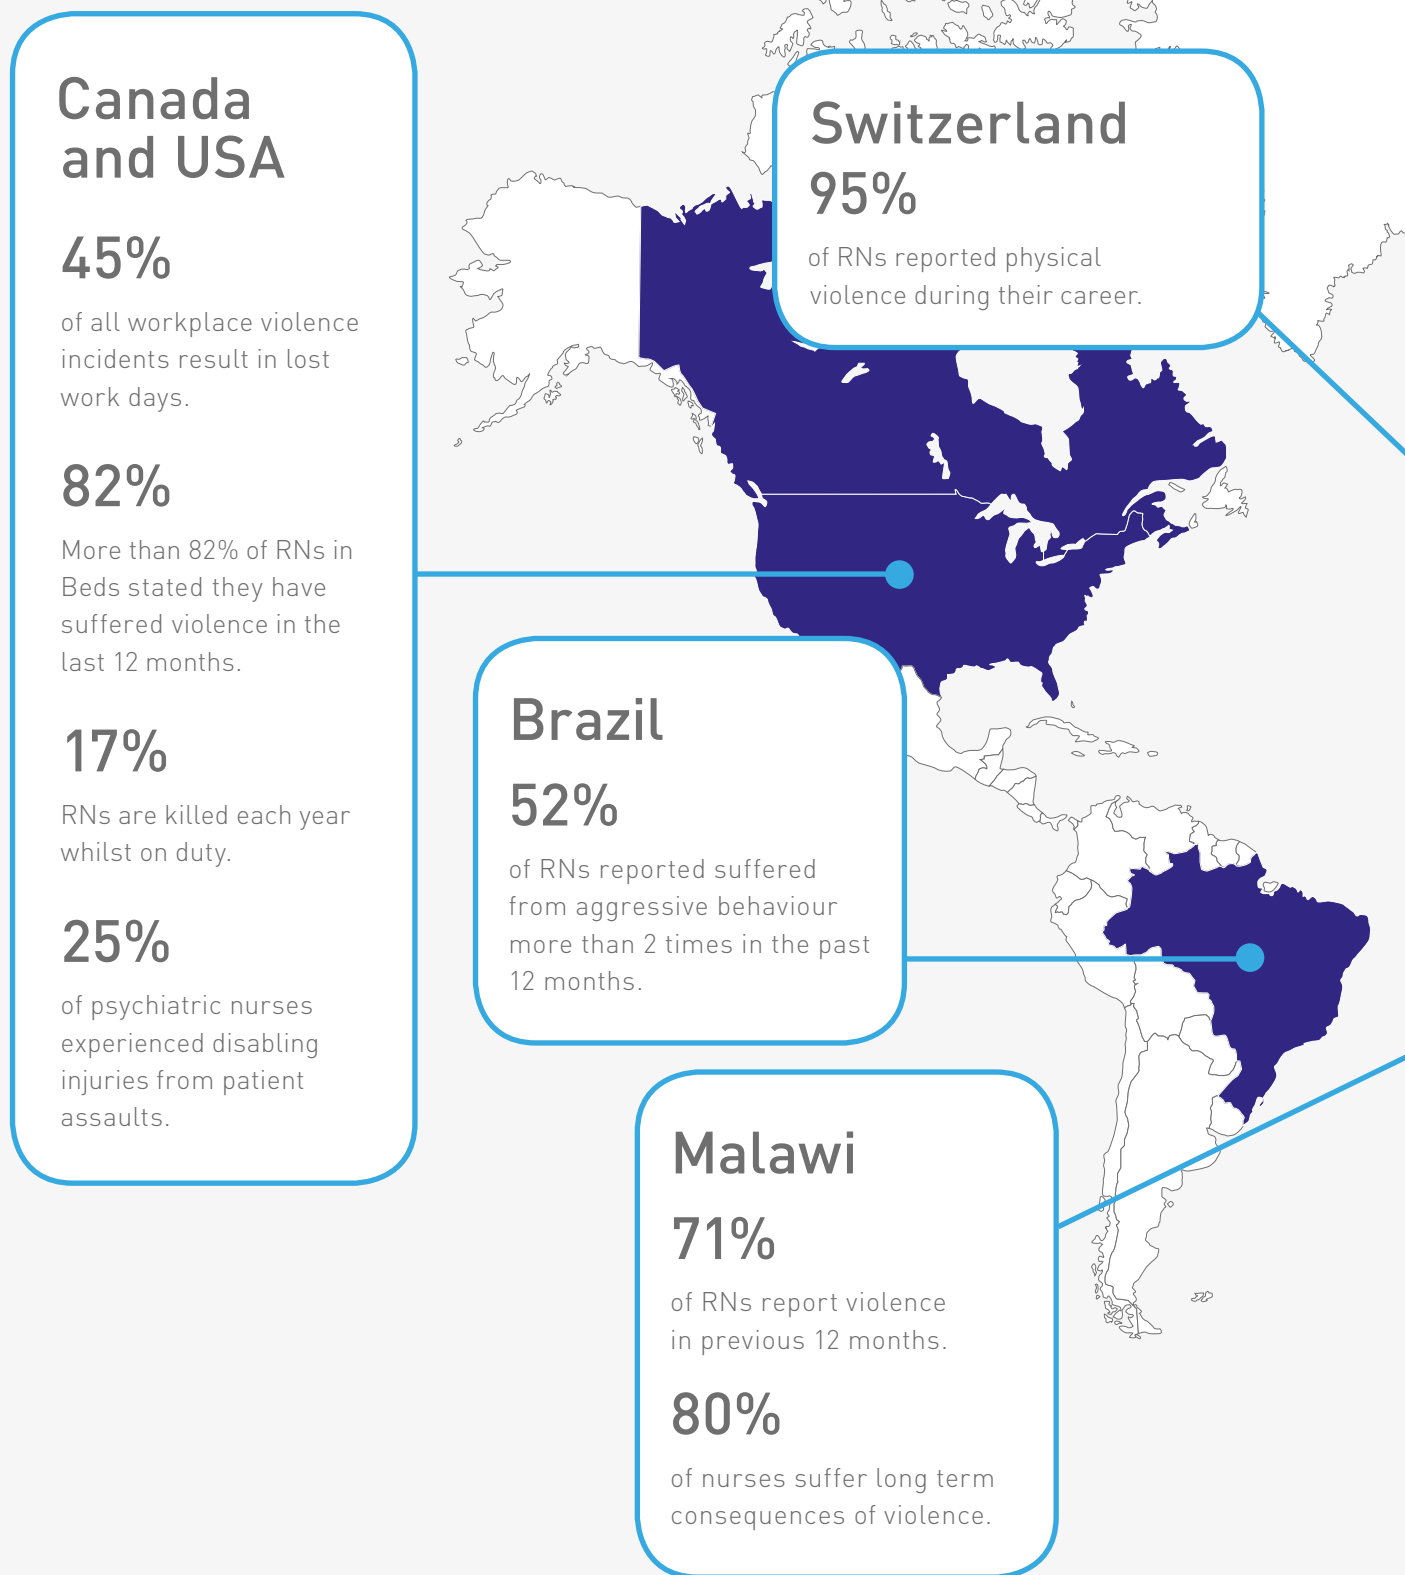 Canada
and USA
45%
of all workplace violence
incidents result in lost
work days.
82%
More than 82% of RNs in
Beds stated they have
suffered violence in the
last 12 months.
17%
RNs are killed each year
whilst on duty.
25%
of psychiatric nurses
experienced disabling
injuries from patient
assaults.
Switzerland
95%
of RNs reported physical
violence during their career.
Brazil
52%
of RNs reported suffered
from aggressive behaviour
more than 2 times in the past
12 months.
Malawi
71%
of RNs report violence
in previous 12 months.
80%
of nurses suffer long term
consequences of violence.